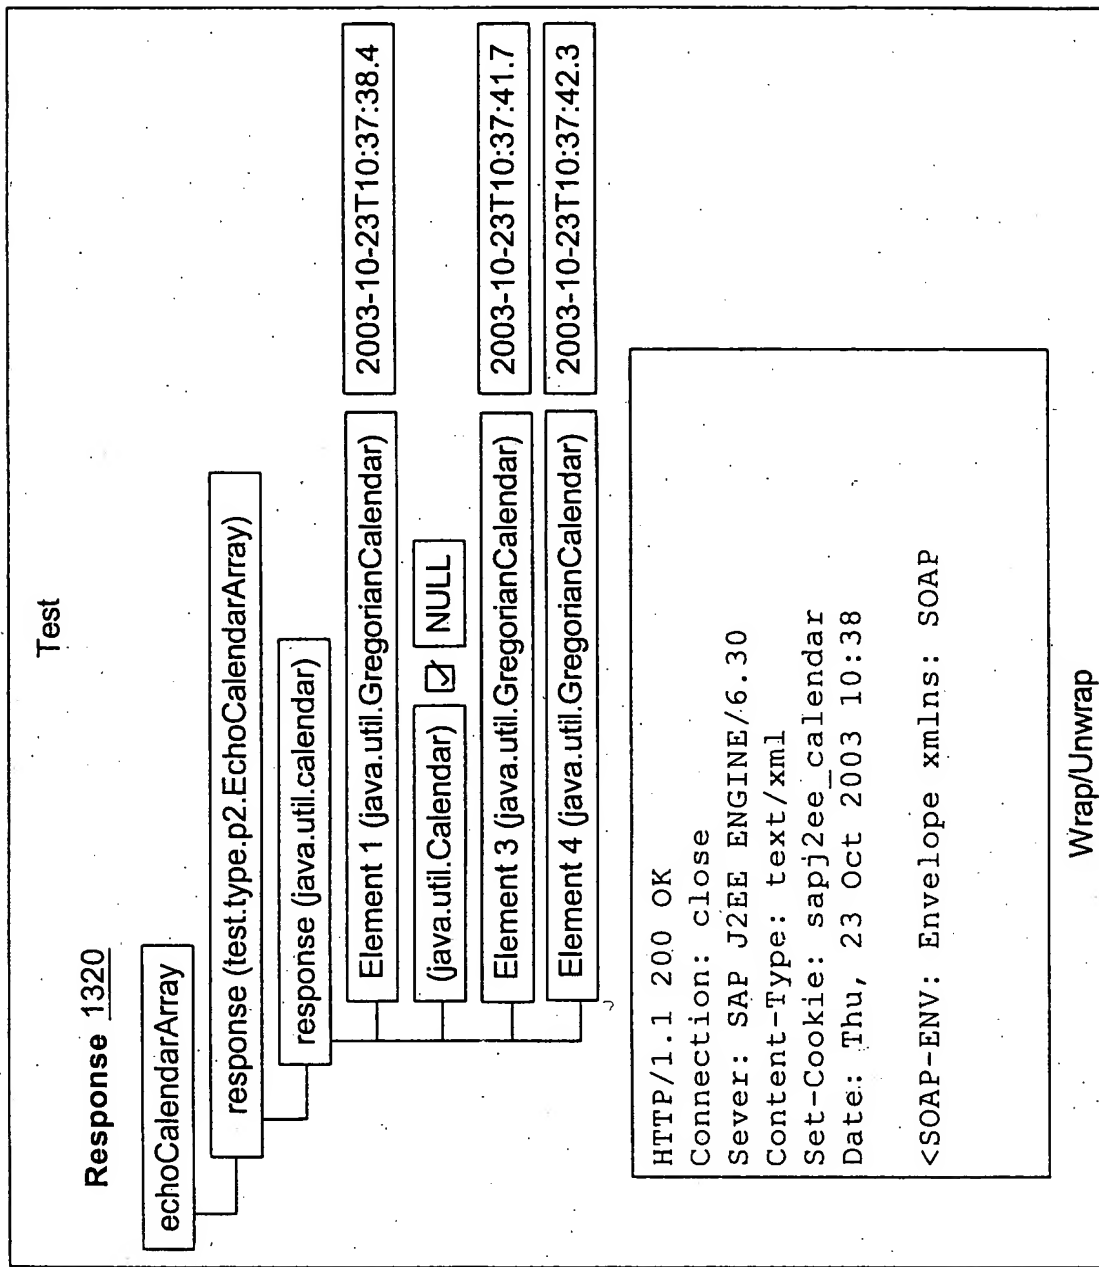 Test
Response 1320
echoCalendarArray
response (test.type.p2.EchoCalendarArray)
response (java.util.calendar)
Element 1 (java.util.GregorianCalendar) 2003-10-23T10:37:38.4
(java.util.Calendar) NULL
Element 3 (java.util.GregorianCalendar) 2003-10-23T10:37:41.7
Element 4 (java.util.GregorianCalendar) 2003-10-23T10:37:42.3
HTTP/1.1 200 OK
Connection: close
Sever: SAP J2EE ENGINE/6.30
Content-Type: text/xml
Set-Cookie: sapj2ee_calendar
Date: Thu, 23 Oct 2003 10:38
<SOAP-ENV: Envelope xmlns: SOAP
Wrap/Unwrap